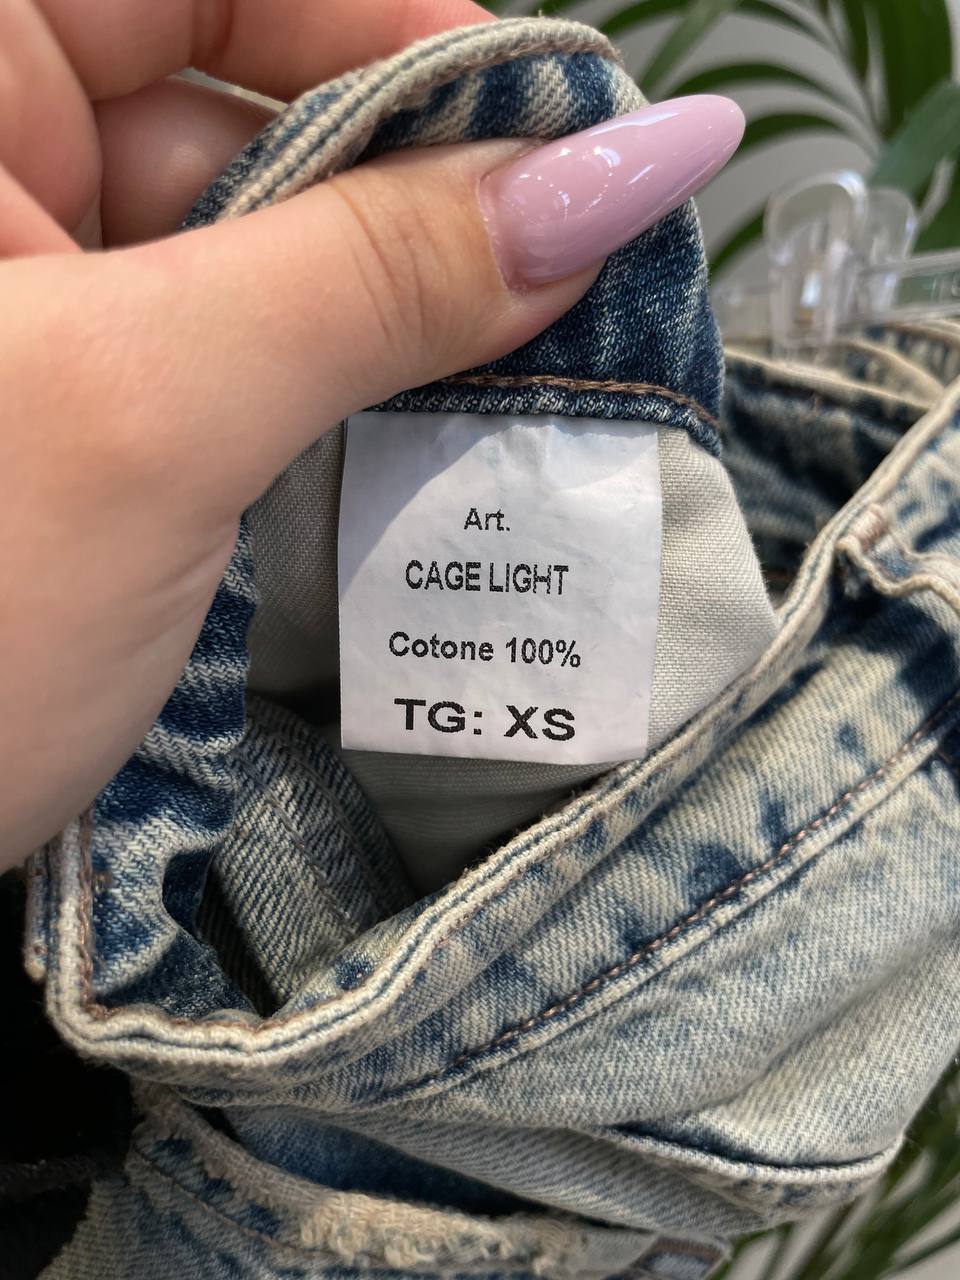 Art.
CAGE LIGHT
Cotone 100%
TG: XS